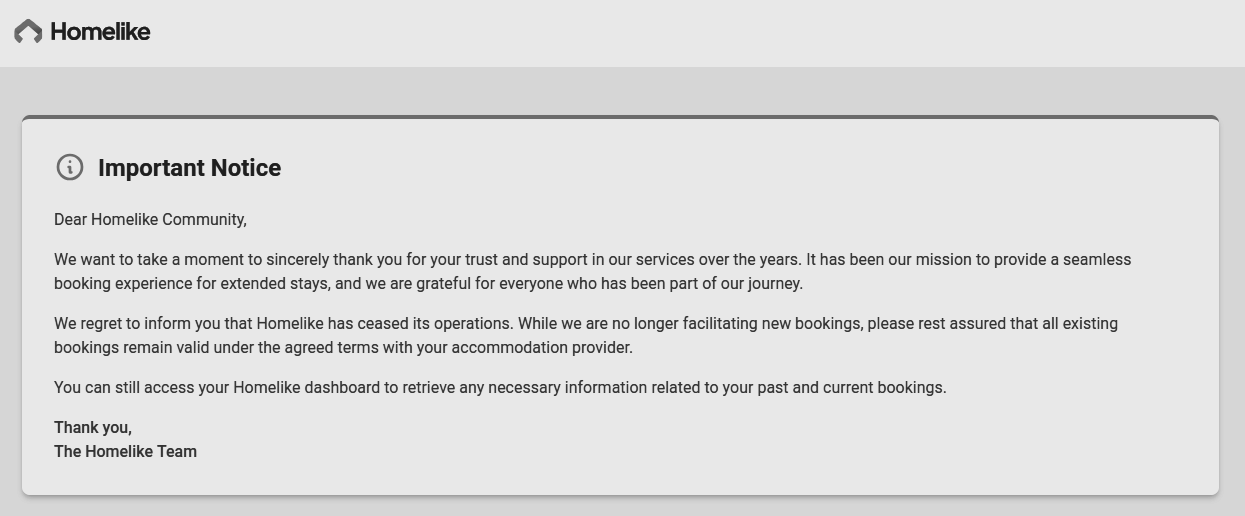 Homelike
Important Notice
Dear Homelike Community,
We want to take a moment to sincerely thank you for your trust and support in our services over the years. It has been our mission to provide a seamless
booking experience for extended stays, and we are grateful for everyone who has been part of our journey.
We regret to inform you that Homelike has ceased its operations. While we are no longer facilitating new bookings, please rest assured that all existing
bookings remain valid under the agreed terms with your accommodation provider.
You can still access your Homelike dashboard to retrieve any necessary information related to your past and current bookings.
Thank you,
The Homelike Team